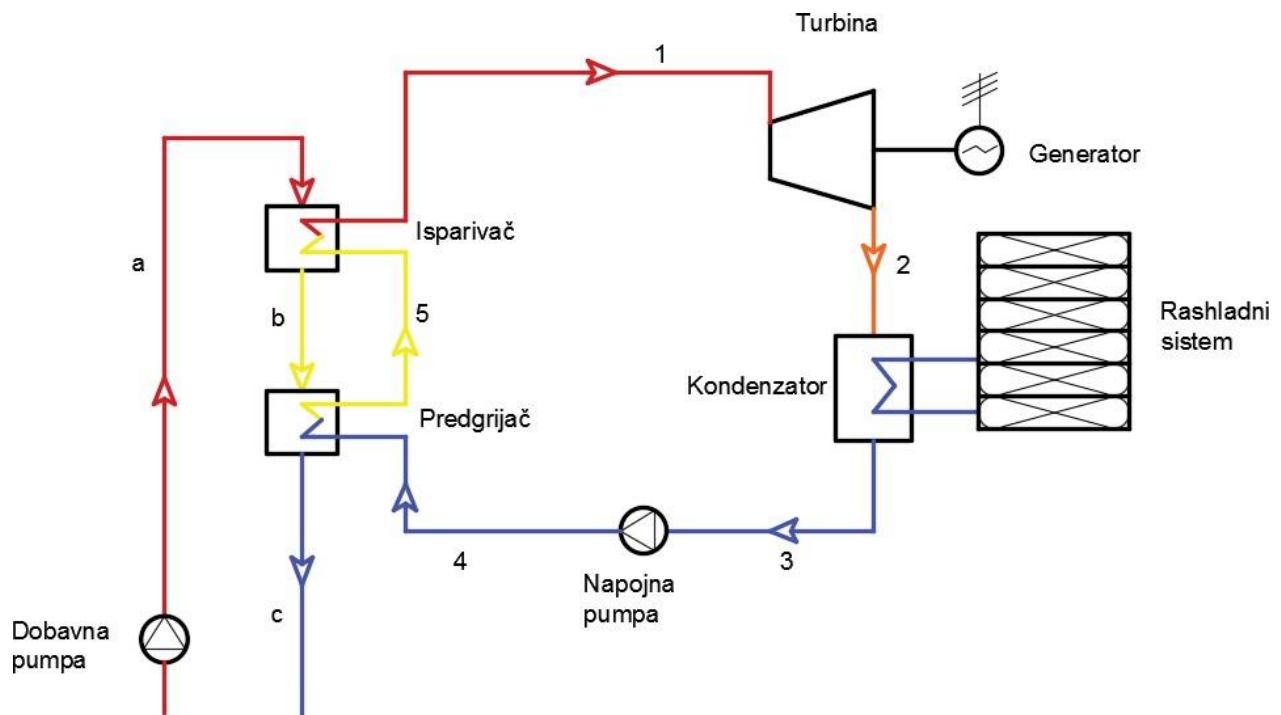 Turbina
1
Generator
Isparivač
a
2
b
5
Rashladni
sistem
Kondenzator
Predgrijač
4
3
Napojna
pumpa
c
Dobavna
pumpa